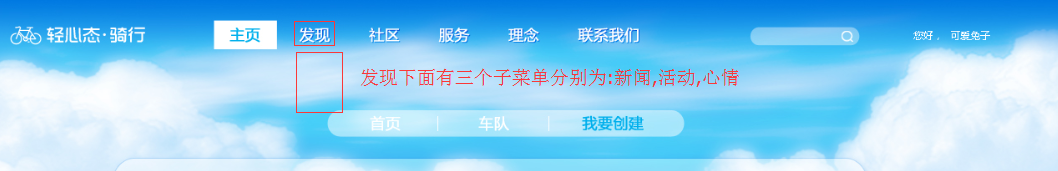 轻心态·骑行 主页 发现 社区 服务 理念 联系我们 您好， 可爱兔子
发现下面有三个子菜单分别为:新闻,活动,心情
首页 车队 我要创建